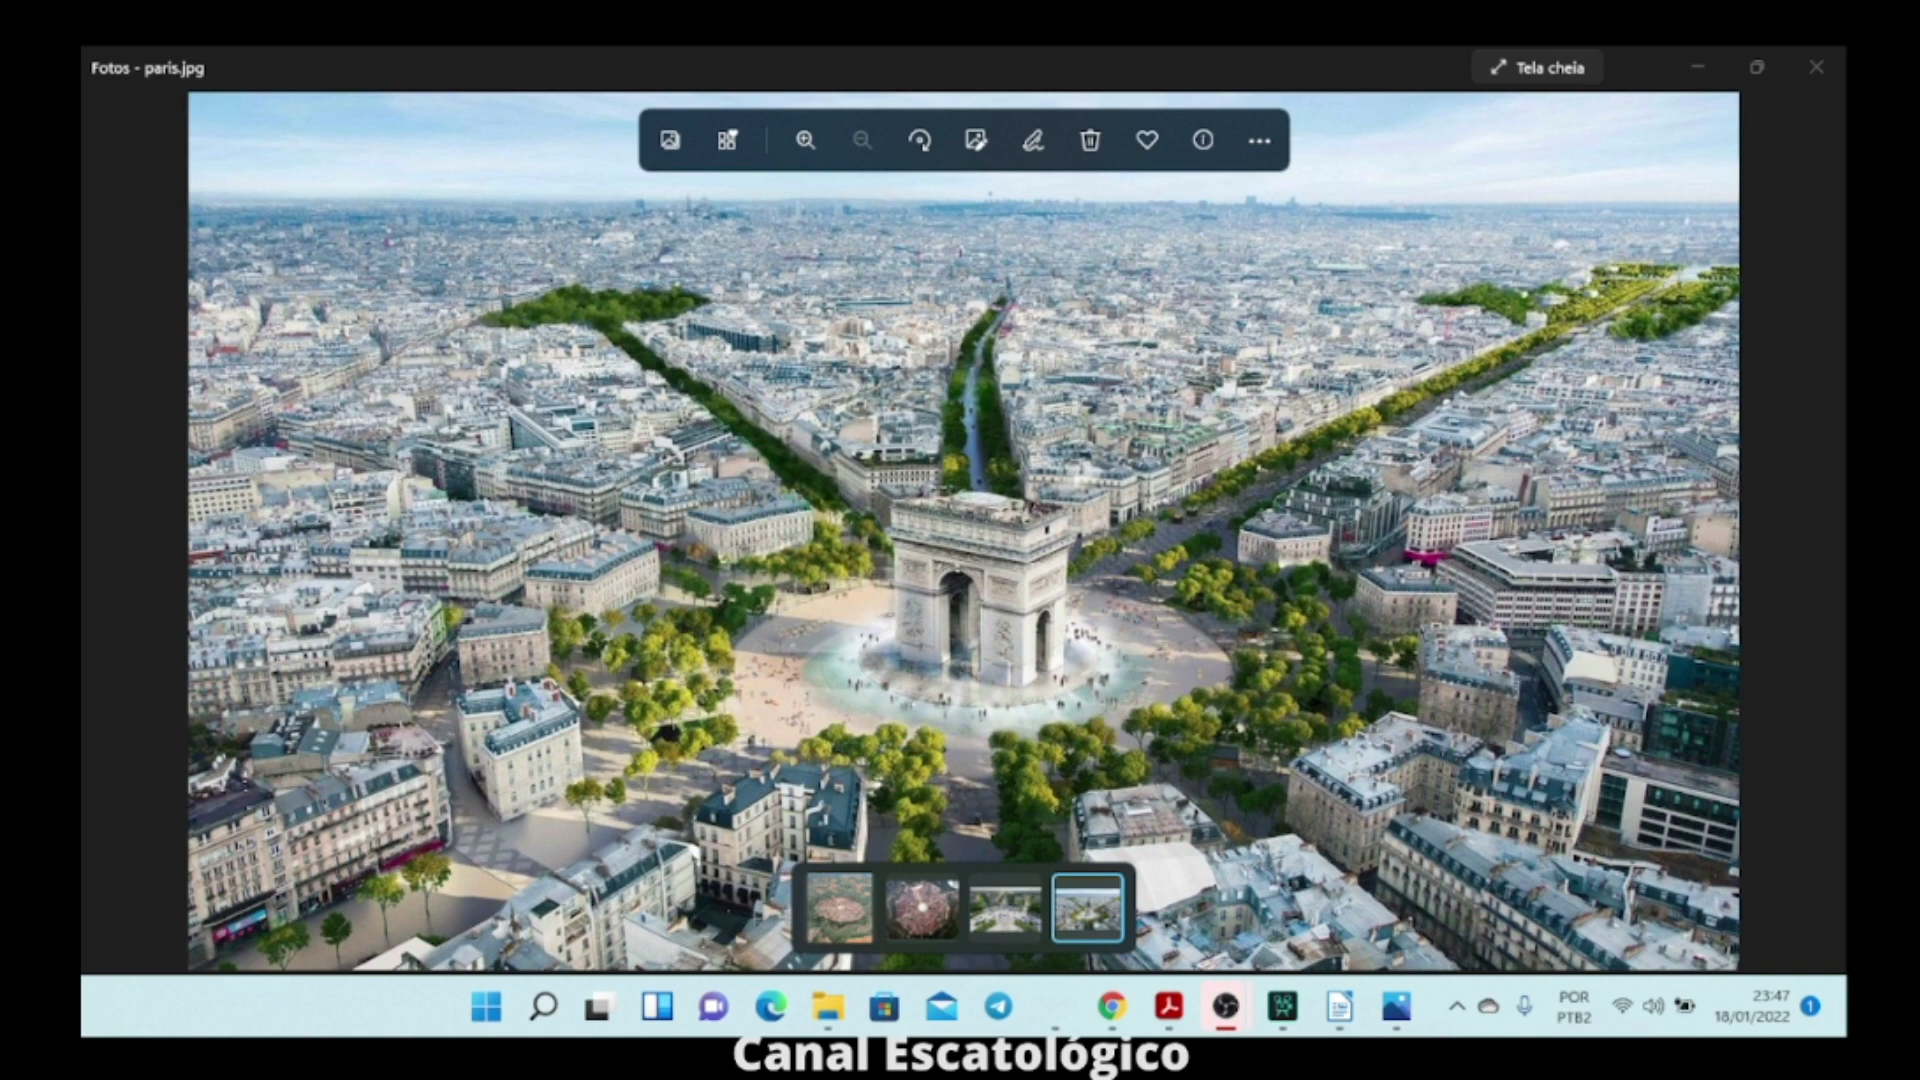 Fotos - paris.jpg
Tela cheia
POR
PTB2
23:47
18/01/2022
1
Canal Escatológico